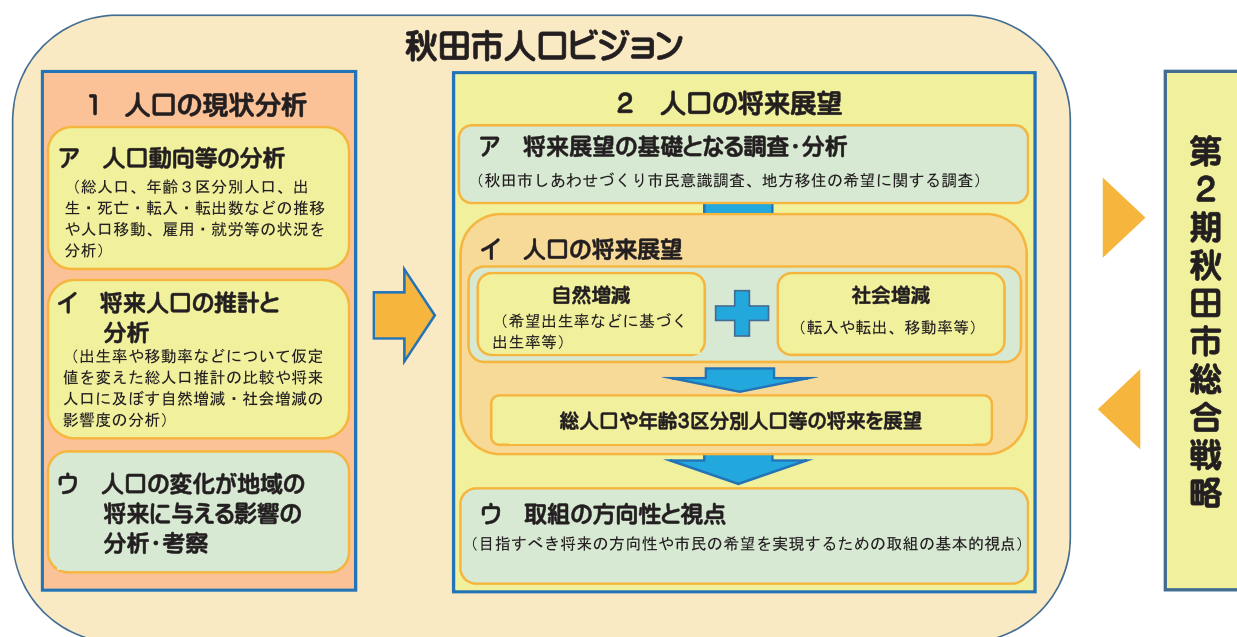 秋田市人口ビジョン
1 人口の現状分析
ア 人口動向等の分析
（総人口、年齢３区分別人口、出
生・死亡・転入・転出数などの推移
や人口移動、雇用・就労等の状況を
分析）
イ 将来人口の推計と
分析
（出生率や移動率などについて仮定
値を変えた総人口推計の比較や将来
人口に及ぼす自然増減・社会増減の
影響度の分析）
ウ 人口の変化が地域の
将来に与える影響の
分析・考察
2 人口の将来展望
ア 将来展望の基礎となる調査・分析
（秋田市しあわせづくり市民意識調査、地方移住の希望に関する調査）
イ 人口の将来展望
自然増減
（希望出生率などに基づく
出生率等）
社会増減
（転入や転出、移動率等）
総人口や年齢3区分別人口等の将来を展望
ウ 取組の方向性と視点
（目指すべき将来の方向性や市民の希望を実現するための取組の基本的視点）
第2期秋田市総合戦略